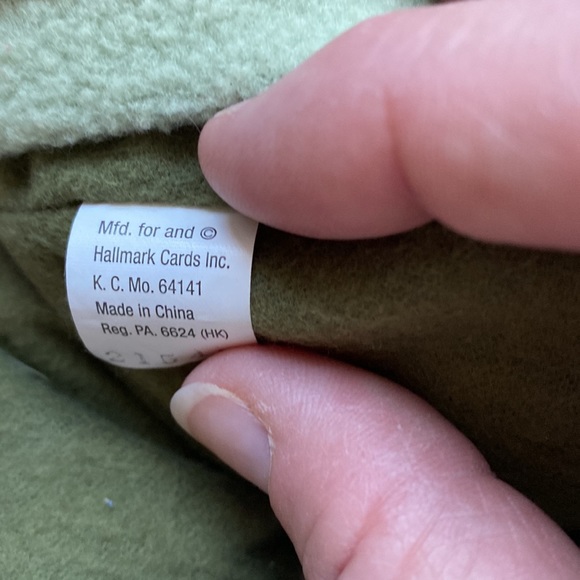 Mfd. for and ©
Hallmark Cards Inc.
K. C. Mo. 64141
Made in China
Reg. PA. 6624 (HK)